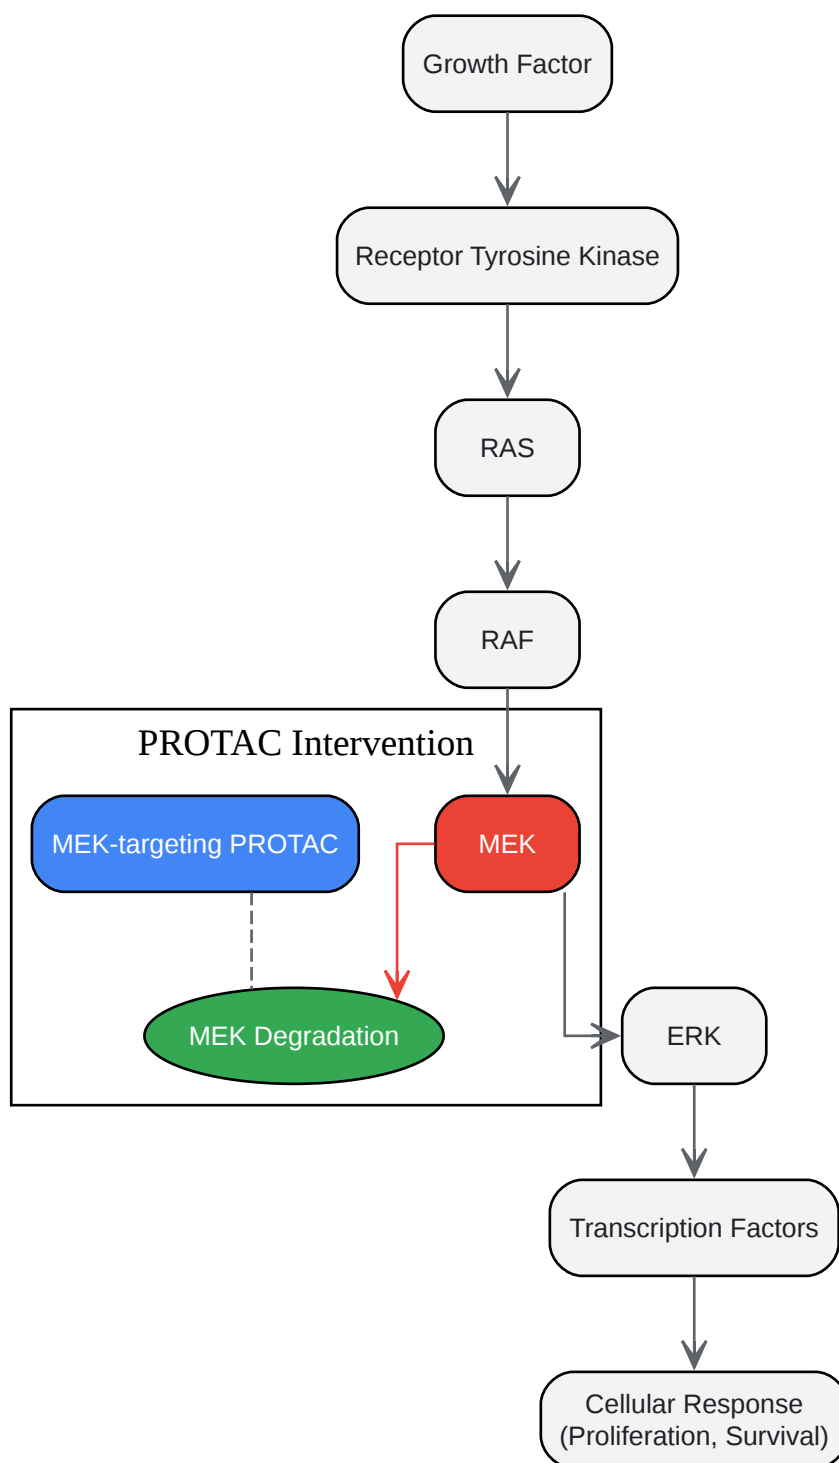 Growth Factor
Receptor Tyrosine Kinase
RAS
RAF
PROTAC Intervention
MEK-targeting PROTAC
MEK
MEK Degradation
ERK
Transcription Factors
Cellular Response
(Proliferation, Survival)